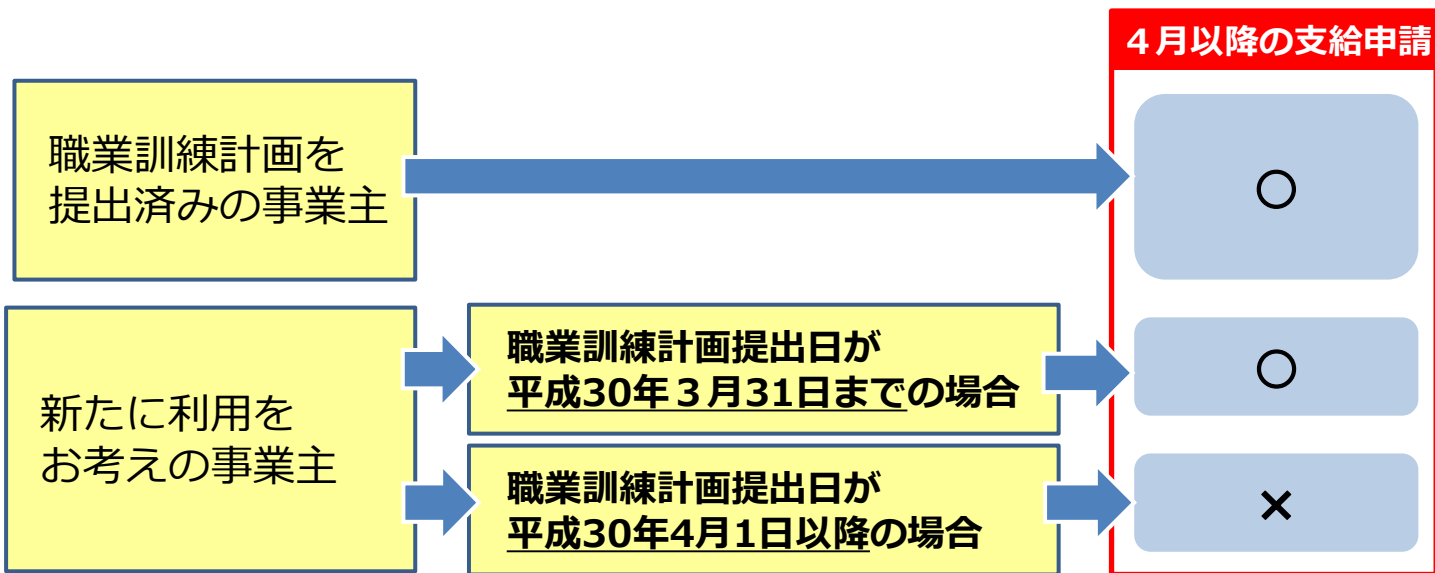 ４月以降の支給申請
職業訓練計画を
提出済みの事業主
○
新たに利用を
お考えの事業主
職業訓練計画提出日が
平成30年３月31日までの場合
○
職業訓練計画提出日が
平成30年4月1日以降の場合
×